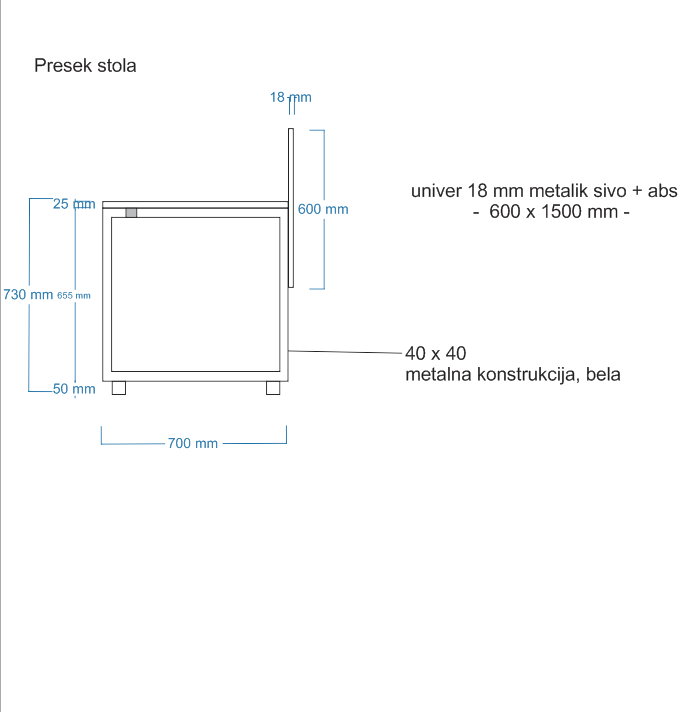 Presek stola
18 mm
univer 18 mm metalik sivo + abs
- 600 x 1500 mm -
25 mm
600 mm
730 mm
655 mm
40 x 40
metalna konstrukcija, bela
50 mm
700 mm